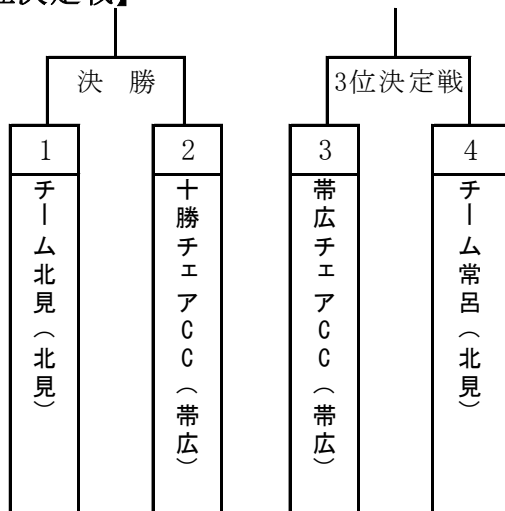 決定戦】
決 勝
3位決定戦
1
2
3
4
チーム北見（北見）
十勝チェアCC（帯広）
帯広チェアCC（帯広）
チーム常呂（北見）